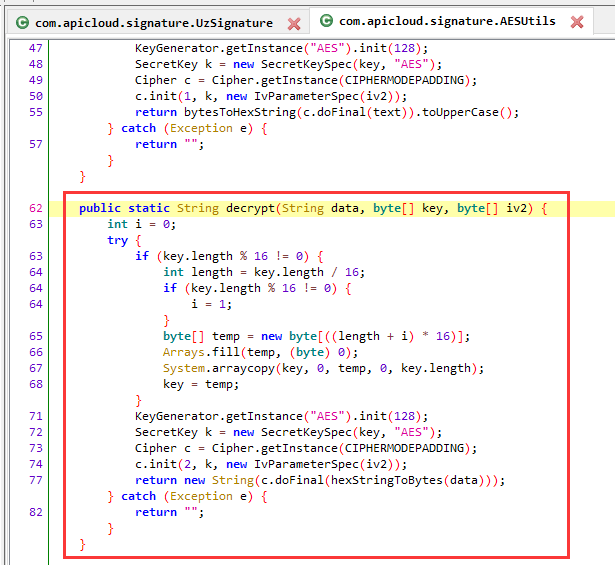 com.apicloud.signature.UzSignature
com.apicloud.signature.AESUtils
47 KeyGenerator.getInstance("AES").init(128);
48 SecretKey k = new SecretKeySpec(key, "AES");
49 Cipher c = Cipher.getInstance(CIPHERMODEPADDING);
50 c.init(1, k, new IvParameterSpec(iv2));
55 return bytesToHexString(c.doFinal(text)).toUpperCase();
} catch (Exception e) {
57 return "";
}
}
62 public static String decrypt(String data, byte[] key, byte[] iv2) {
63 int i = 0;
try {
63 if (key.length % 16 != 0) {
64 int length = key.length / 16;
64 if (key.length % 16 != 0) {
64 i = 1;
}
65 byte[] temp = new byte[((length + i) * 16)];
66 Arrays.fill(temp, (byte) 0);
67 System.arraycopy(key, 0, temp, 0, key.length);
68 key = temp;
}
71 KeyGenerator.getInstance("AES").init(128);
72 SecretKey k = new SecretKeySpec(key, "AES");
73 Cipher c = Cipher.getInstance(CIPHERMODEPADDING);
74 c.init(2, k, new IvParameterSpec(iv2));
77 return new String(c.doFinal(hexStringToBytes(data)));
} catch (Exception e) {
82 return "";
}
}